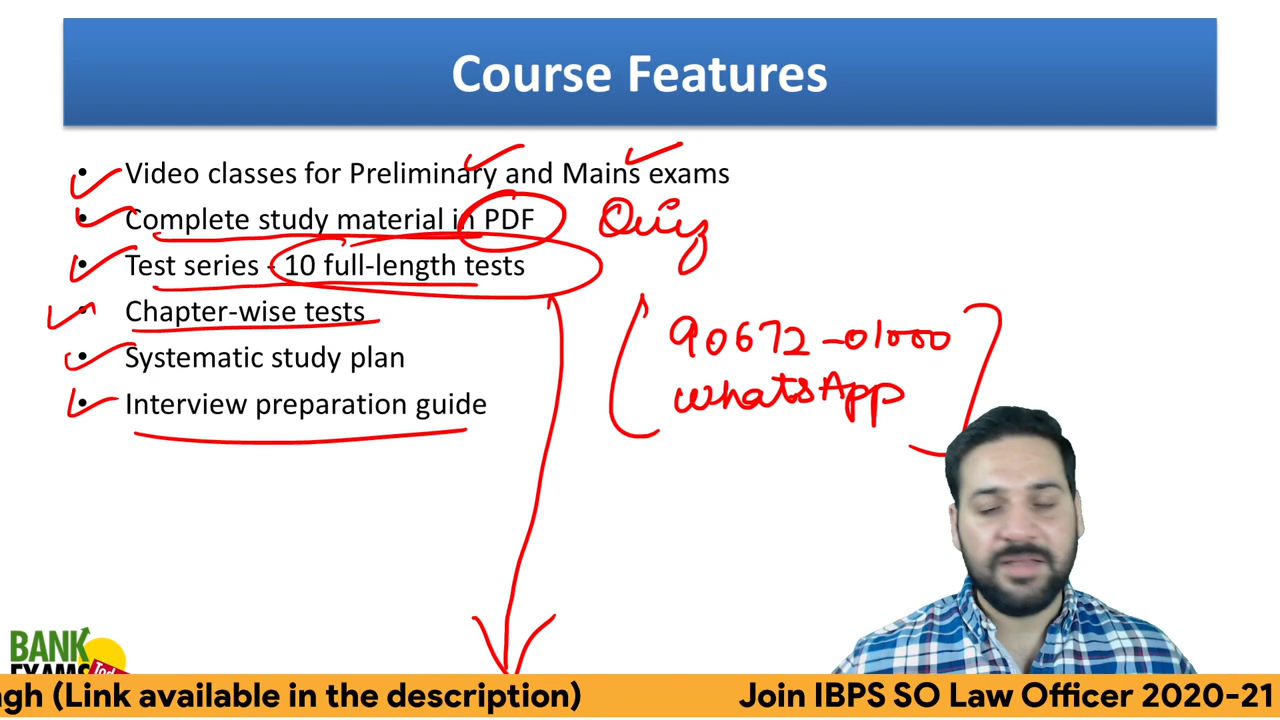 Course Features
• Video classes for Preliminary and Mains exams
• Complete study material in PDF
Quiz
• Test series - 10 full-length tests
• Chapter-wise tests
90672-01000
• Systematic study plan
WhatsApp
• Interview preparation guide
BANK
EXAMS
ngh (Link available in the description)
Join IBPS SO Law Officer 2020-21